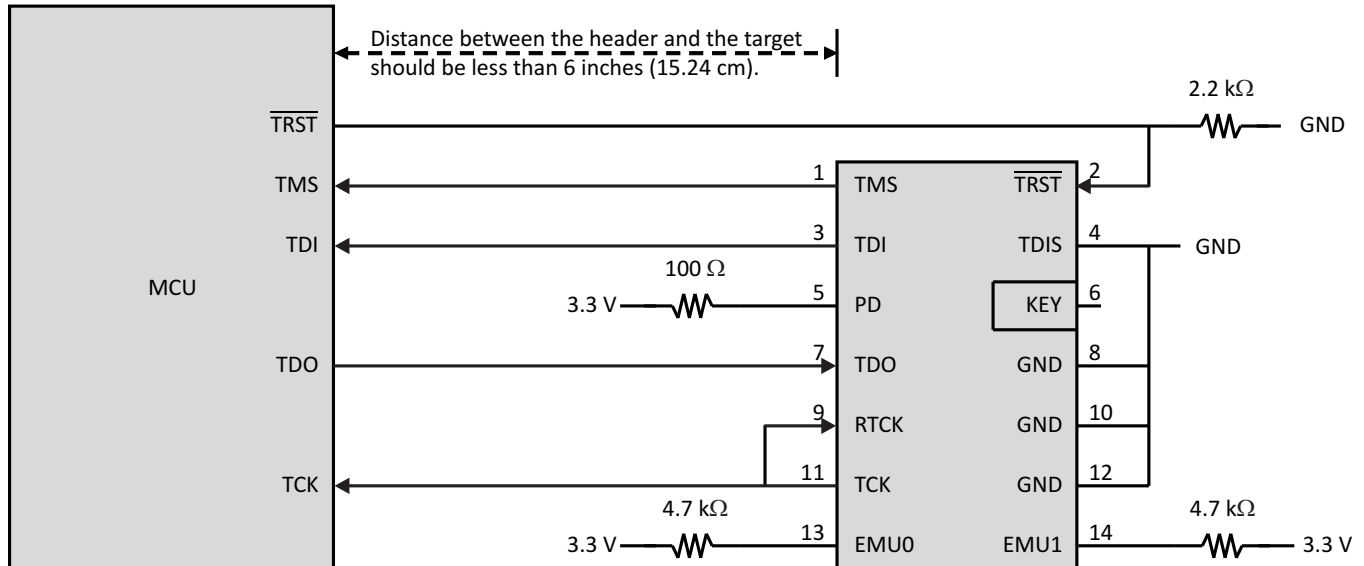 Distance between the header and the target
should be less than 6 inches (15.24 cm).
2.2 kΩ
TRST
GND
TMS
1
TMS
TRST
2
TDI
3
TDI
TDIS
4
GND
MCU
100 Ω
3.3 V
5
PD
KEY
6
TDO
7
TDO
GND
8
9
RTCK
GND
10
TCK
11
TCK
GND
12
4.7 kΩ
4.7 kΩ
3.3 V
13
EMU0
EMU1
14
3.3 V